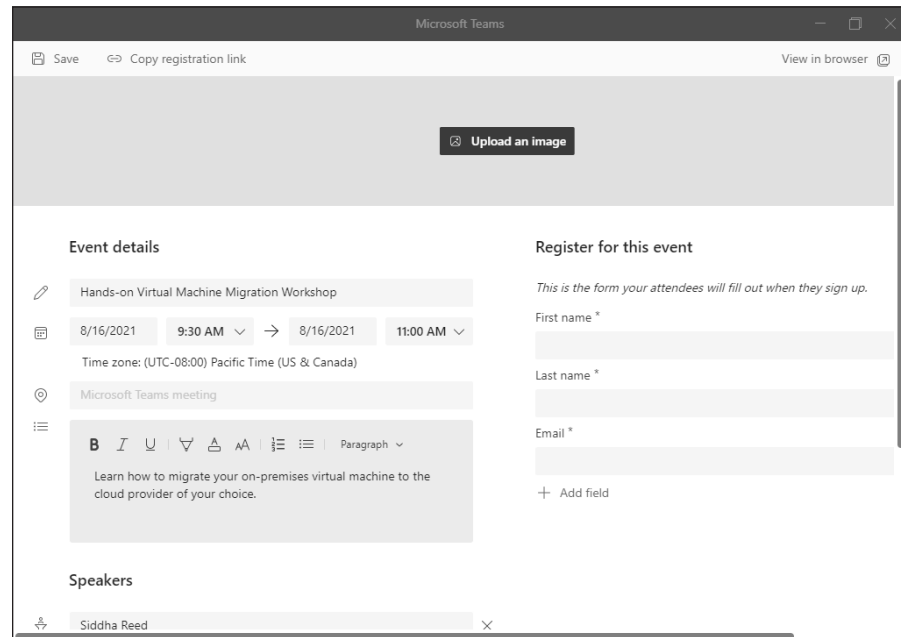 Microsoft Teams
Save
Copy registration link
View in browser
Upload an image
Event details
Hands-on Virtual Machine Migration Workshop
8/16/2021 9:30 AM → 8/16/2021 11:00 AM
Time zone: (UTC-08:00) Pacific Time (US & Canada)
Microsoft Teams meeting
B I U A AA Paragraph
Learn how to migrate your on-premises virtual machine to the
cloud provider of your choice.
Speakers
Siddha Reed
Register for this event
This is the form your attendees will fill out when they sign up.
First name *
Last name *
Email *
+ Add field